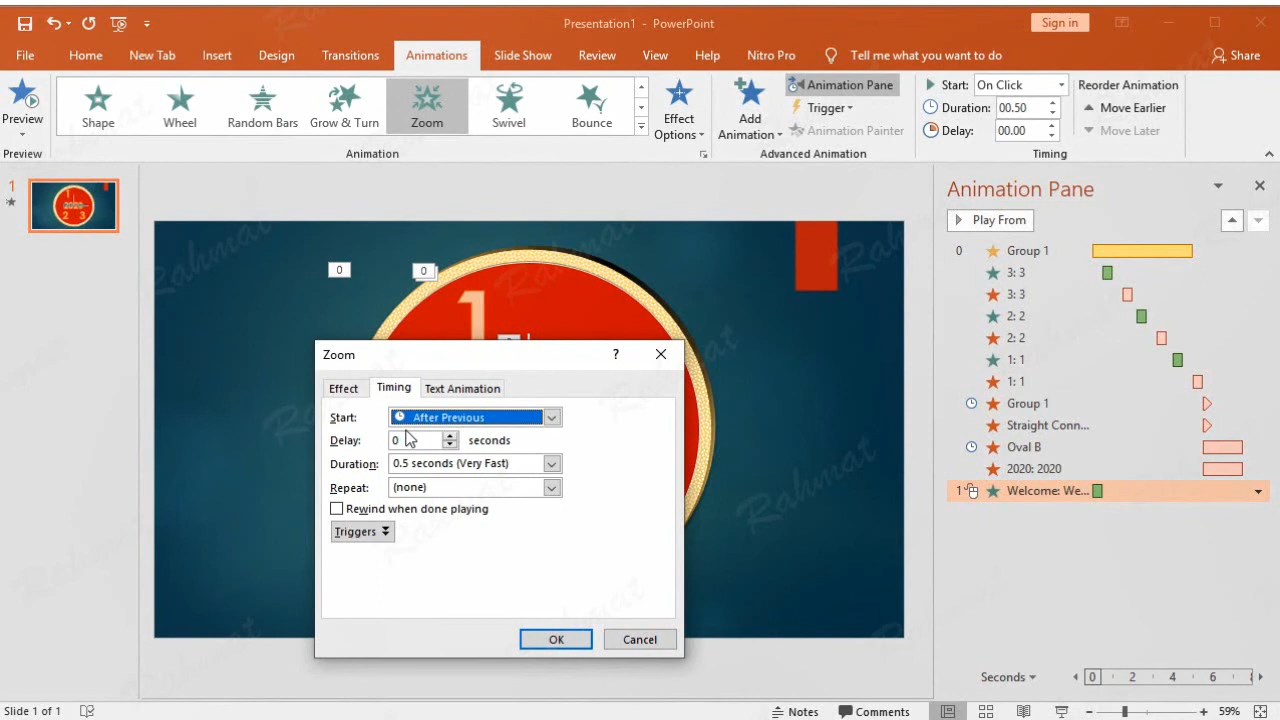 Presentation1 - PowerPoint
Sign in
File
Home
New Tab
Insert
Design
Transitions
Animations
Slide Show
Review
View
Help
Nitro Pro
Tell me what you want to do
Share
Preview
Shape
Wheel
Random Bars
Grow & Turn
Zoom
Swivel
Bounce
Effect
Options
Add
Animation
Animation Pane
Trigger
Animation Painter
Start: On Click
Duration: 00.50
Delay: 00.00
Reorder Animation
Move Earlier
Move Later
Preview
Animation
Advanced Animation
Timing
1
1
2020
2 3
0
0
1
Rahmat
Zoom
?
Effect
Timing
Text Animation
Start: After Previous
Delay: 0 seconds
Duration: 0.5 seconds (Very Fast)
Repeat: (none)
Rewind when done playing
Triggers
OK
Cancel
Animation Pane
Play From
0 Group 1
3: 3
3: 3
2: 2
2: 2
1: 1
1: 1
Group 1
Straight Conn...
Oval B
2020: 2020
1 Welcome: We...
Seconds
0 2 4 6
Slide 1 of 1
Notes
Comments
59%